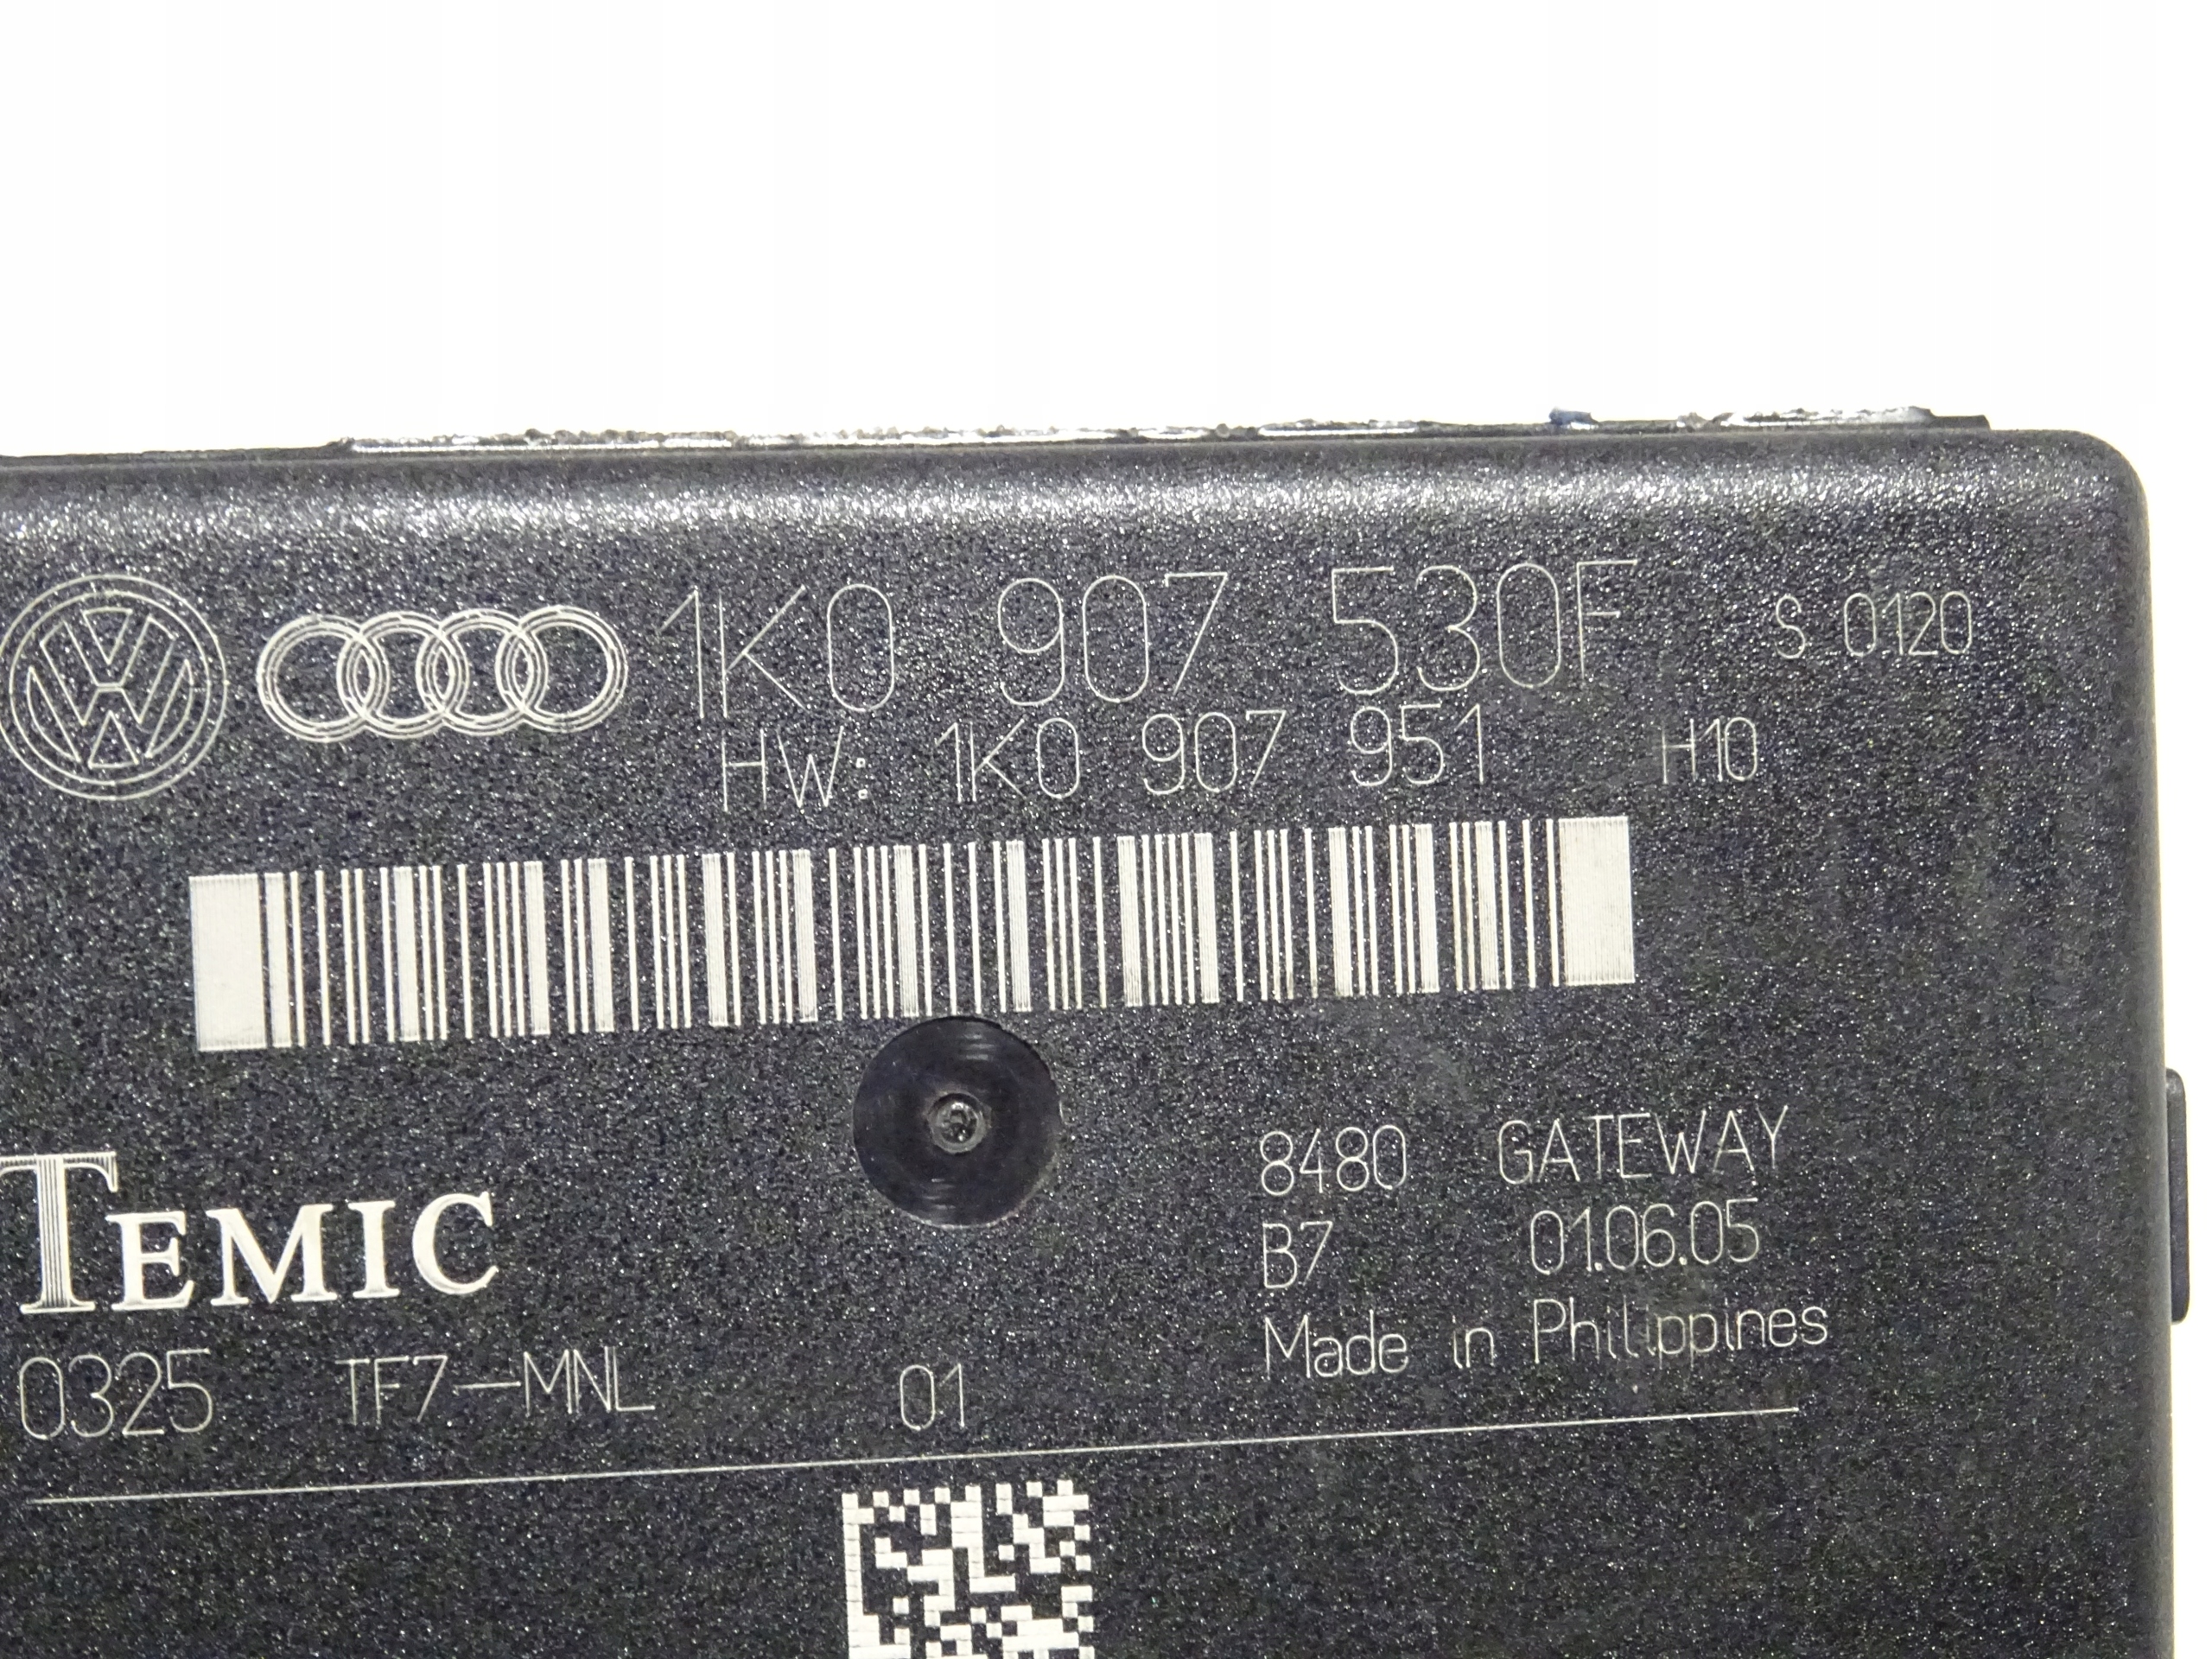 1K0 907 530F S 0120
HW: 1K0 907 951 H10
8480 GATEWAY
B7 01.06.05
Made in Philippines
TEMIC
0325 TF7-MNL 01